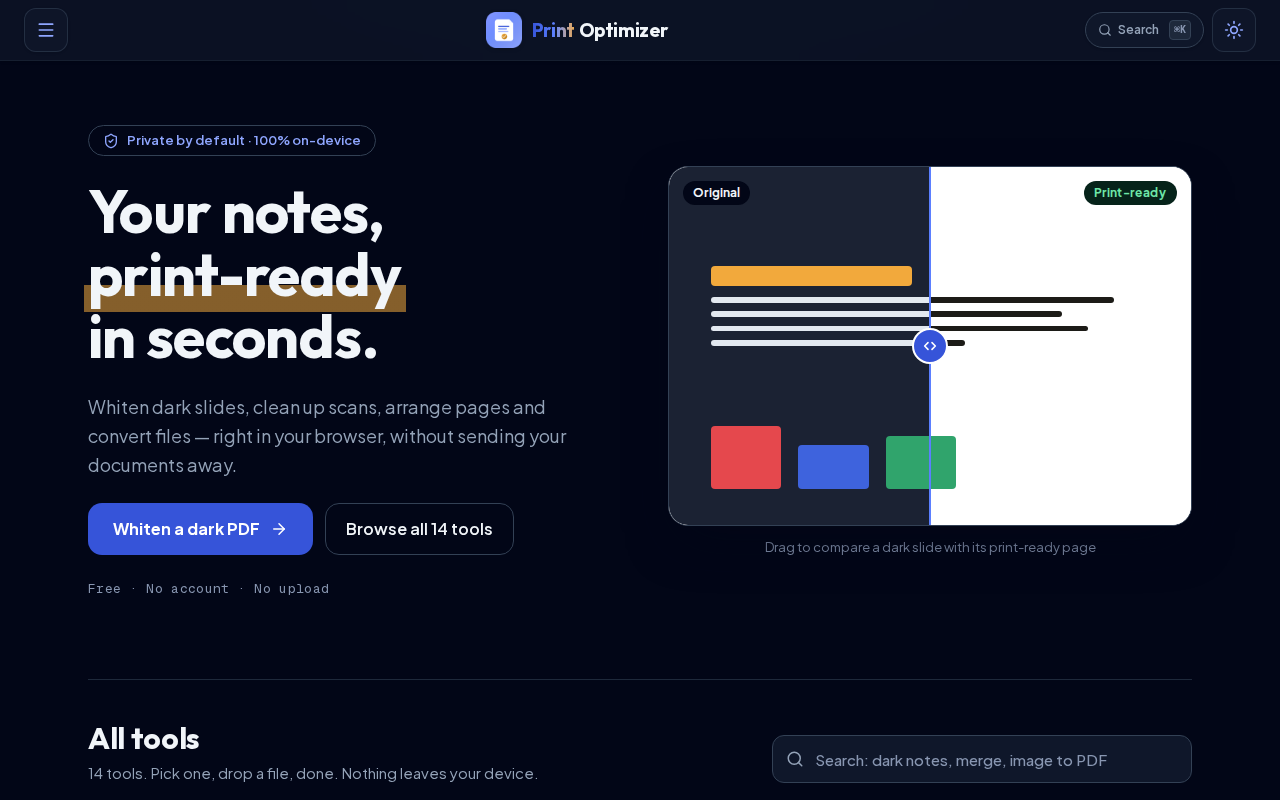 Print Optimizer
Search ⌘K
Private by default · 100% on-device
Your notes,
print-ready
in seconds.
Whiten dark slides, clean up scans, arrange pages and
convert files — right in your browser, without sending your
documents away.
Whiten a dark PDF
Browse all 14 tools
Free · No account · No upload
Original
Print-ready
Drag to compare a dark slide with its print-ready page
All tools
14 tools. Pick one, drop a file, done. Nothing leaves your device.
Search: dark notes, merge, image to PDF